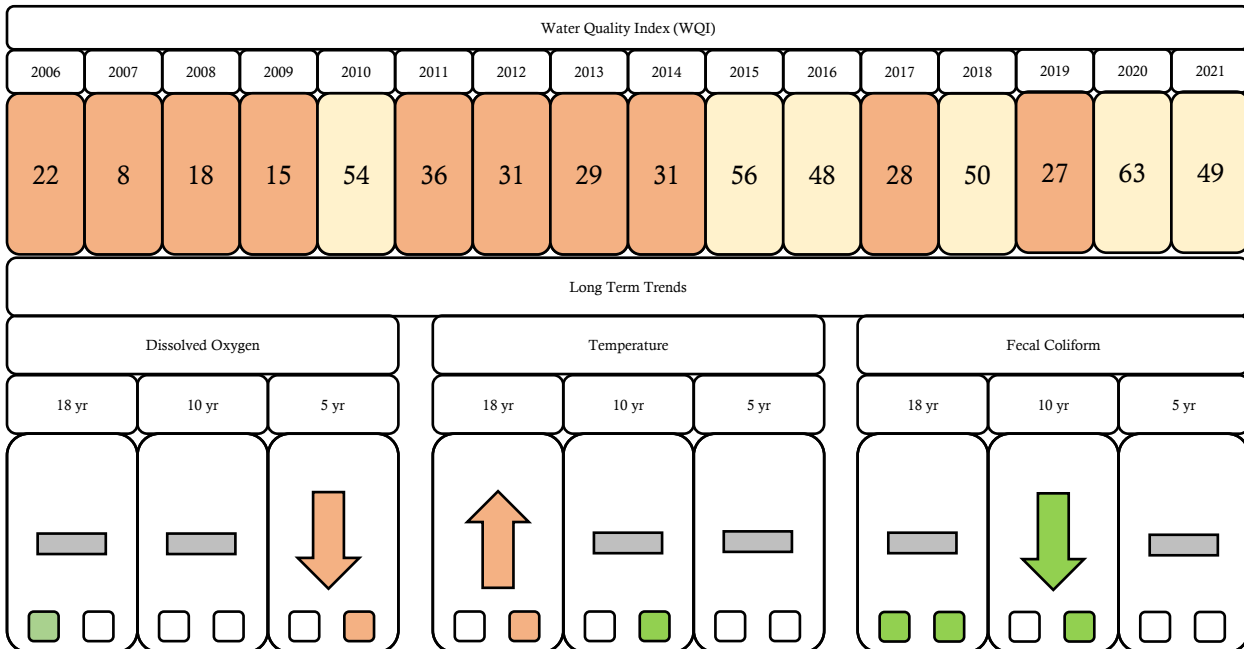 Water Quality Index (WQI)
2006 2007 2008 2009 2010 2011 2012 2013 2014 2015 2016 2017 2018 2019 2020 2021
22 8 18 15 54 36 31 29 31 56 48 28 50 27 63 49
Long Term Trends
Dissolved Oxygen Temperature Fecal Coliform
18 yr 10 yr 5 yr 18 yr 10 yr 5 yr 18 yr 10 yr 5 yr